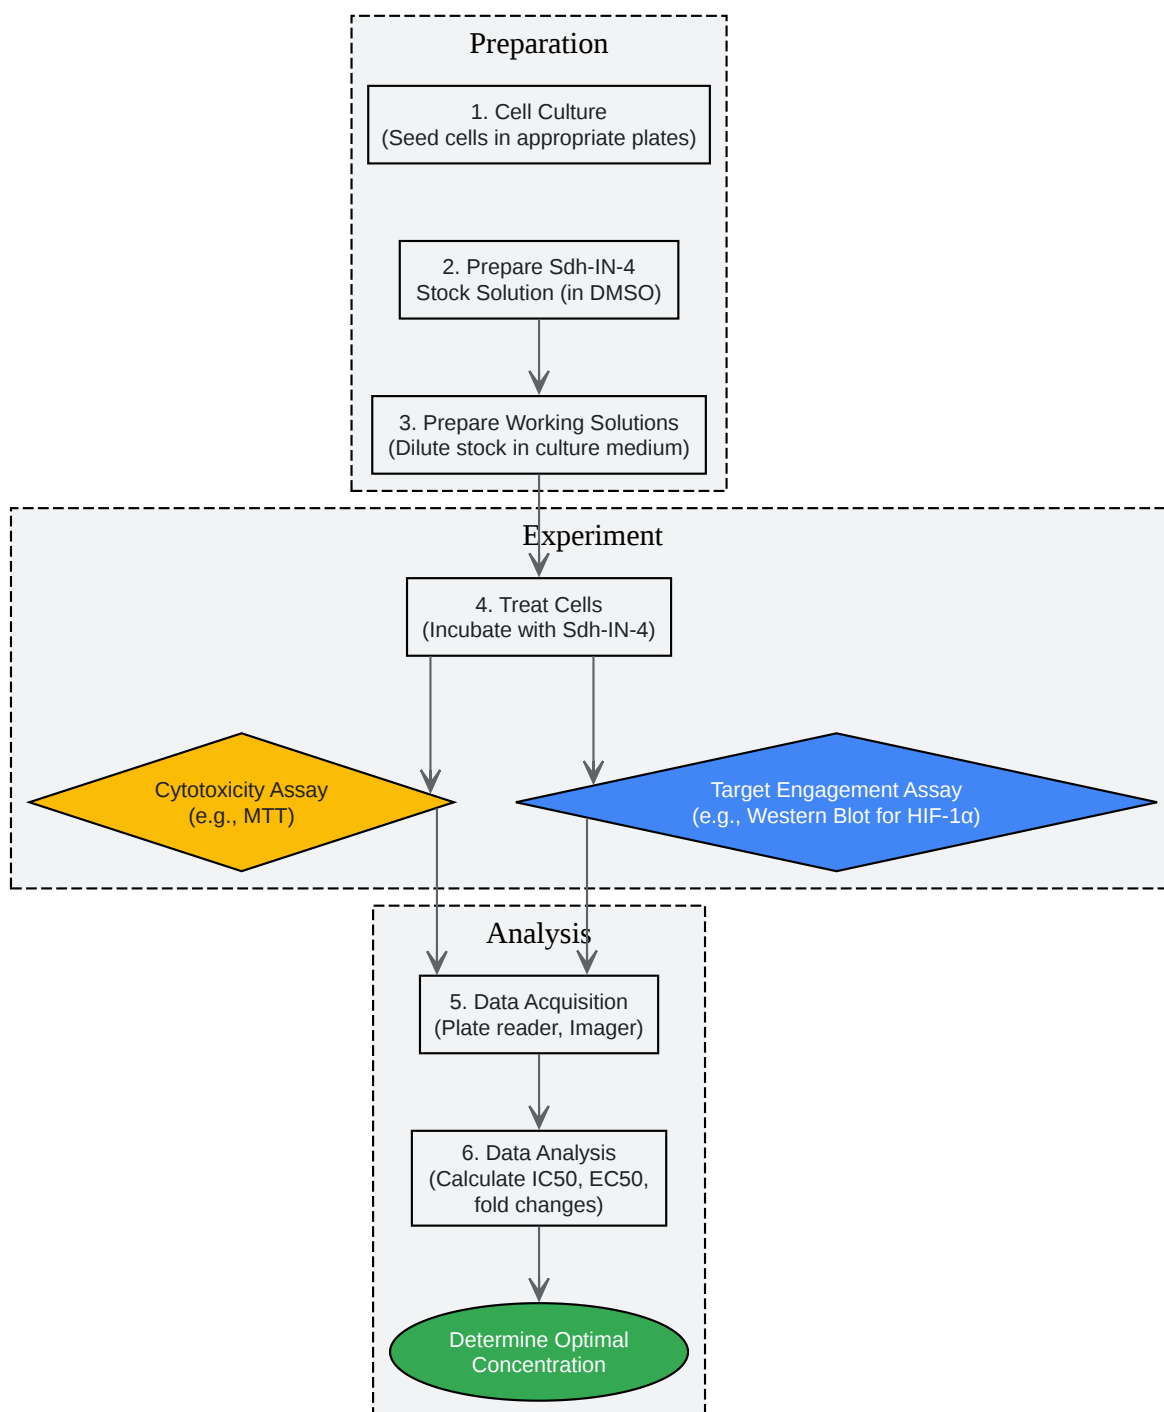 Preparation
1. Cell Culture
(Seed cells in appropriate plates)
2. Prepare Sdh-IN-4
Stock Solution (in DMSO)
3. Prepare Working Solutions
(Dilute stock in culture medium)
Experiment
4. Treat Cells
(Incubate with Sdh-IN-4)
Cytotoxicity Assay
(e.g., MTT)
Target Engagement Assay
(e.g., Western Blot for HIF-1α)
Analysis
5. Data Acquisition
(Plate reader, Imager)
6. Data Analysis
(Calculate IC50, EC50,
fold changes)
Determine Optimal
Concentration